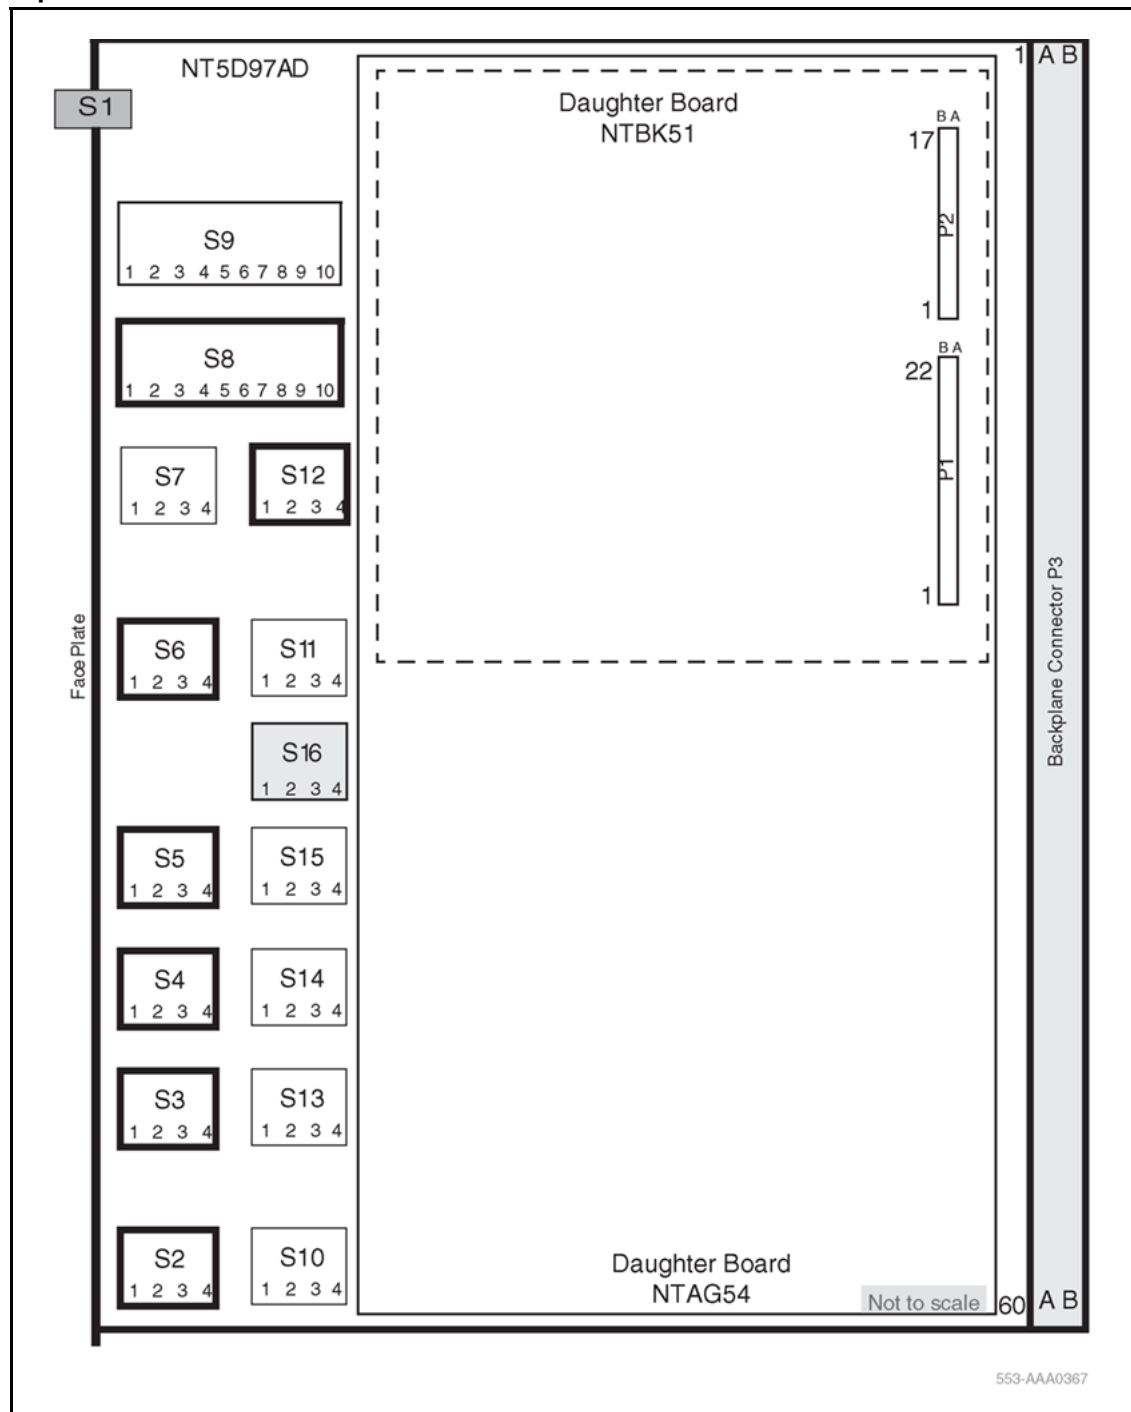 NT5D97AD
1 A B
S1
Daughter Board
NTBK51
B A
17
P2
1
S9
1 2 3 4 5 6 7 8 9 10
S8
1 2 3 4 5 6 7 8 9 10
B A
22
P1
1
S7
1 2 3 4
S12
1 2 3 4
Face Plate
S6
1 2 3 4
S11
1 2 3 4
Backplane Connector P3
S16
1 2 3 4
S5
1 2 3 4
S15
1 2 3 4
S4
1 2 3 4
S14
1 2 3 4
S3
1 2 3 4
S13
1 2 3 4
S2
1 2 3 4
S10
1 2 3 4
Daughter Board
NTAG54
Not to scale
60 A B
553-AAA0367